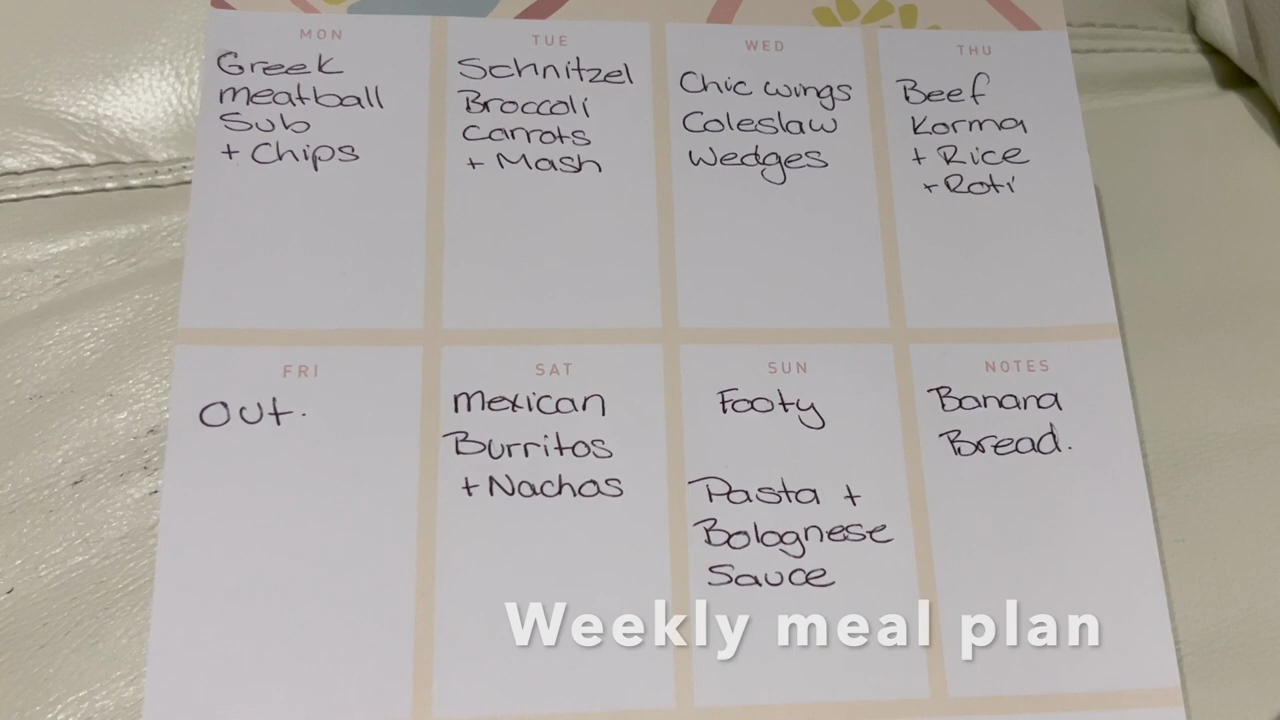 MON
Greek
meatball
Sub
+ Chips
TUE
Schnitzel
Broccoli
Carrots
+ Mash
WED
Chic wings
Coleslaw
Wedges
THU
Beef
Korma
+ Rice
+ Roti
FRI
Out.
SAT
Mexican
Burritos
+ Nachos
SUN
Footy
Pasta +
Bolognese
Sauce
NOTES
Banana
Bread.
Weekly meal plan